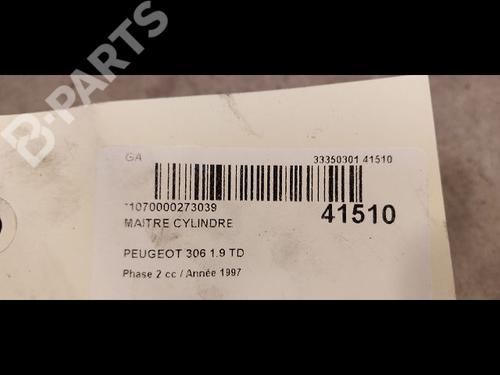 B-PARTS
GA 33350301 41510
*1070000273039
MAITRE CYLINDRE
41510
PEUGEOT 306 1.9 TD
Phase 2 cc / Année 1997